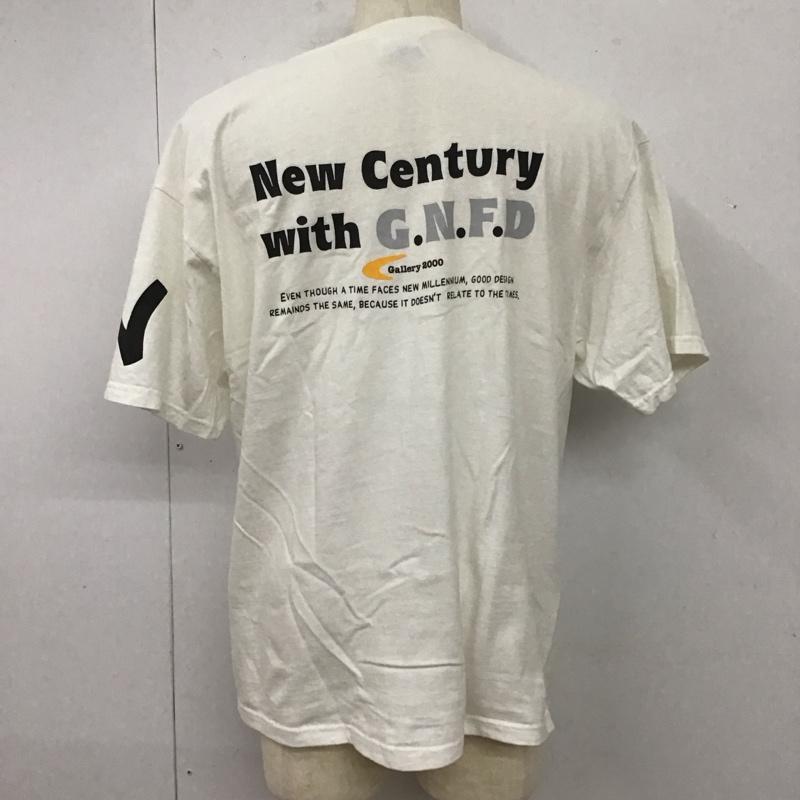 New Century
with G.N.F.D
Gallery 2000
EVEN THOUGH A TIME FACES NEW MILLENNIUM, GOOD DESIGN
REMAINDS THE SAME, BECAUSE IT DOESN'T RELATE TO THE TIMES.